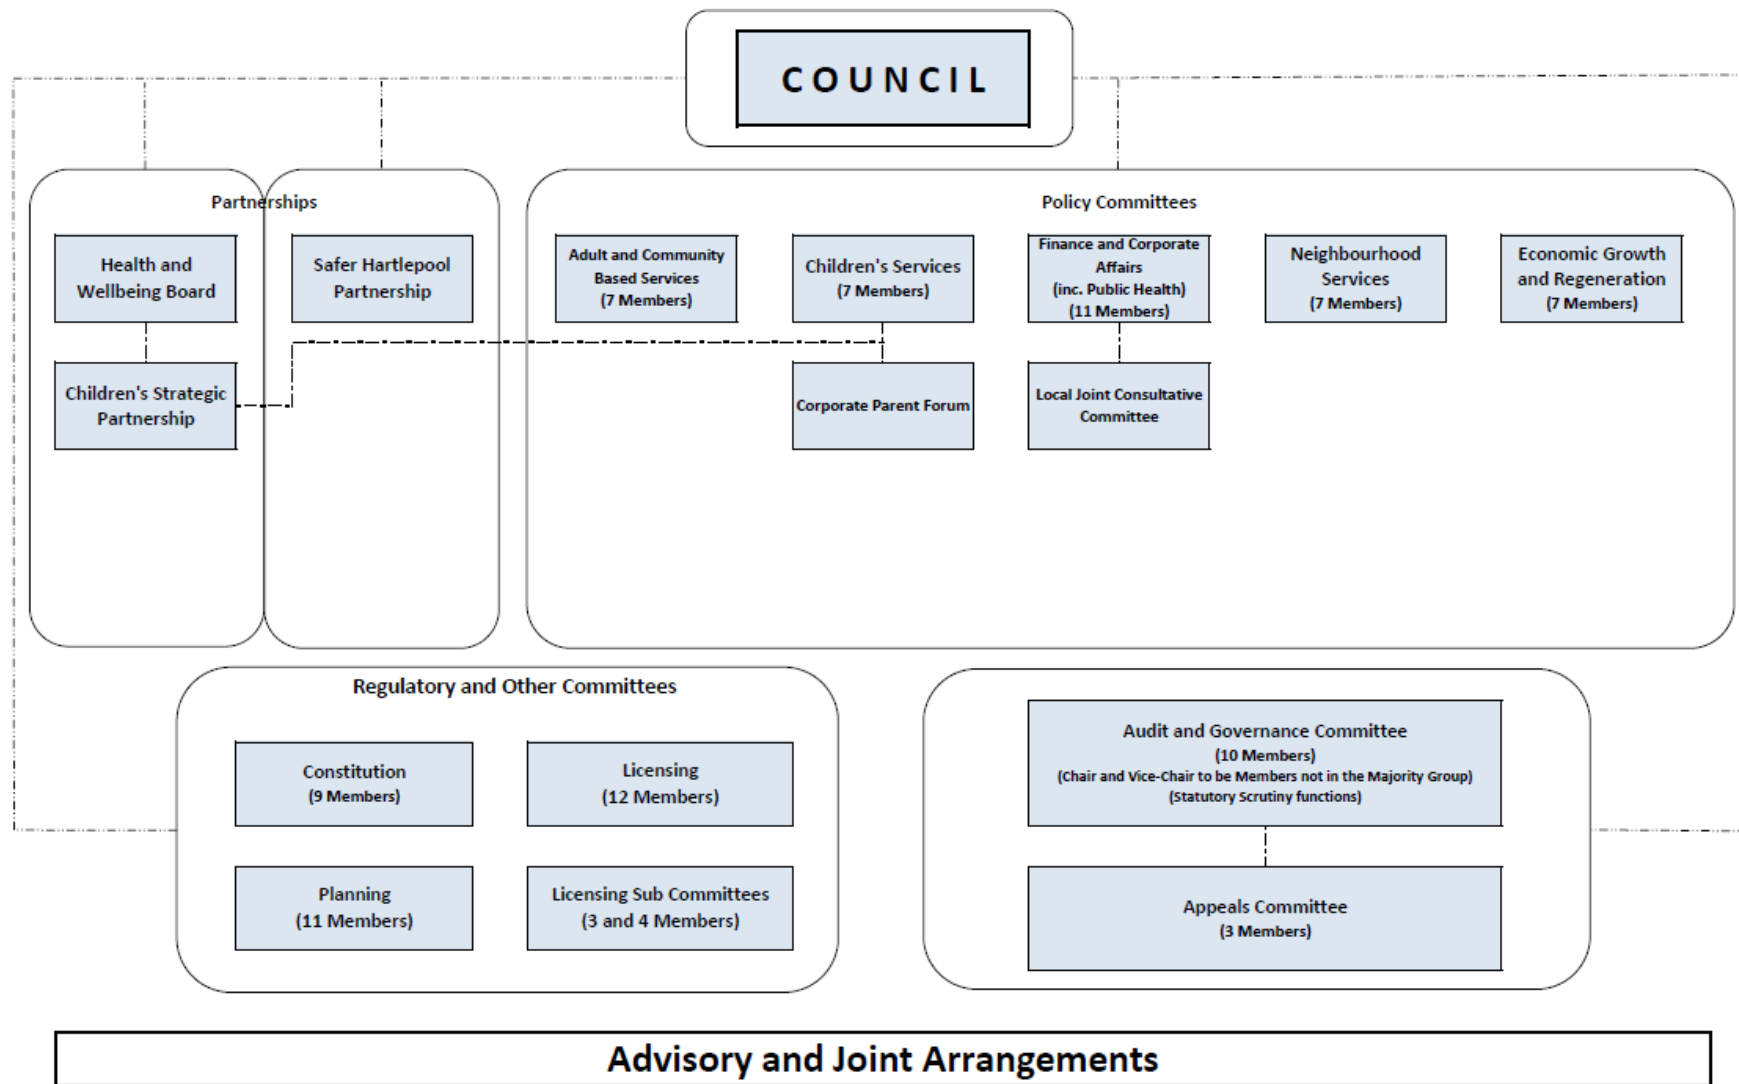 C O U N C I L
Partnerships
Health and
Wellbeing Board
Safer Hartlepool
Partnership
Children's Strategic
Partnership
Policy Committees
Adult and Community
Based Services
(7 Members)
Children's Services
(7 Members)
Finance and Corporate
Affairs
(inc. Public Health)
(11 Members)
Neighbourhood
Services
(7 Members)
Economic Growth
and Regeneration
(7 Members)
Corporate Parent Forum
Local Joint Consultative
Committee
Regulatory and Other Committees
Constitution
(9 Members)
Licensing
(12 Members)
Planning
(11 Members)
Licensing Sub Committees
(3 and 4 Members)
Audit and Governance Committee
(10 Members)
(Chair and Vice-Chair to be Members not in the Majority Group)
(Statutory Scrutiny functions)
Appeals Committee
(3 Members)
Advisory and Joint Arrangements